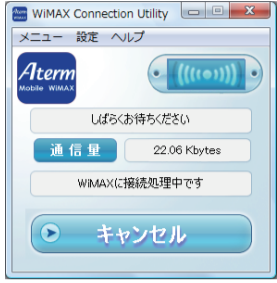 WiMAX Connection Utility
メニュー 設定 ヘルプ
Aterm
Mobile WiMAX
しばらくお待ちください
通信量 22.06 Kbytes
WiMAXに接続処理中です
キャンセル